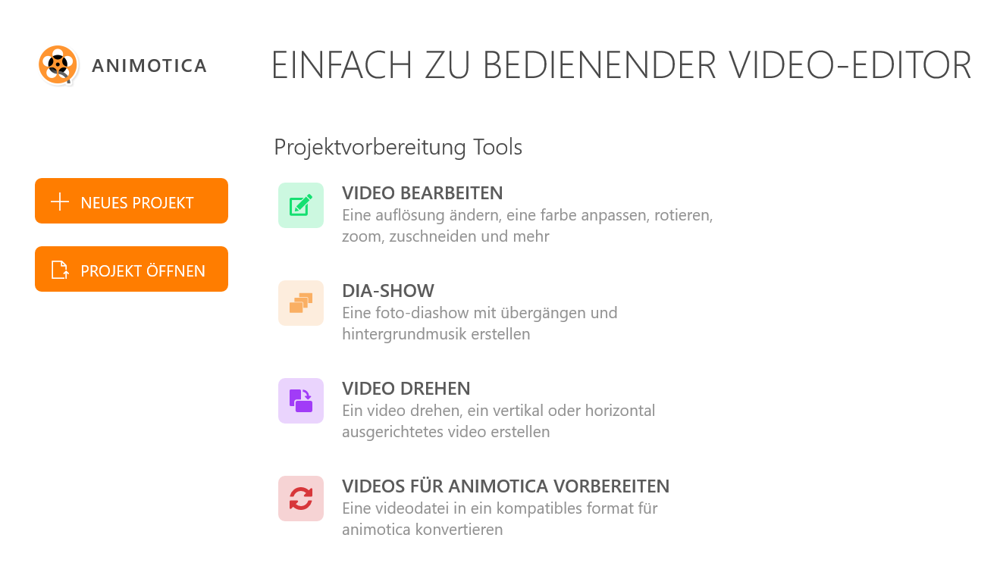 ANIMOTICA
EINFACH ZU BEDIENENDER VIDEO-EDITOR
NEUES PROJEKT
PROJEKT ÖFFNEN
Projektvorbereitung Tools
VIDEO BEARBEITEN
Eine auflösung ändern, eine farbe anpassen, rotieren,
zoom, zuschneiden und mehr
DIA-SHOW
Eine foto-diashow mit übergängen und
hintergrundmusik erstellen
VIDEO DREHEN
Ein video drehen, ein vertikal oder horizontal
ausgerichtetes video erstellen
VIDEOS FÜR ANIMOTICA VORBEREITEN
Eine videodatei in ein kompatibles format für
animotica konvertieren